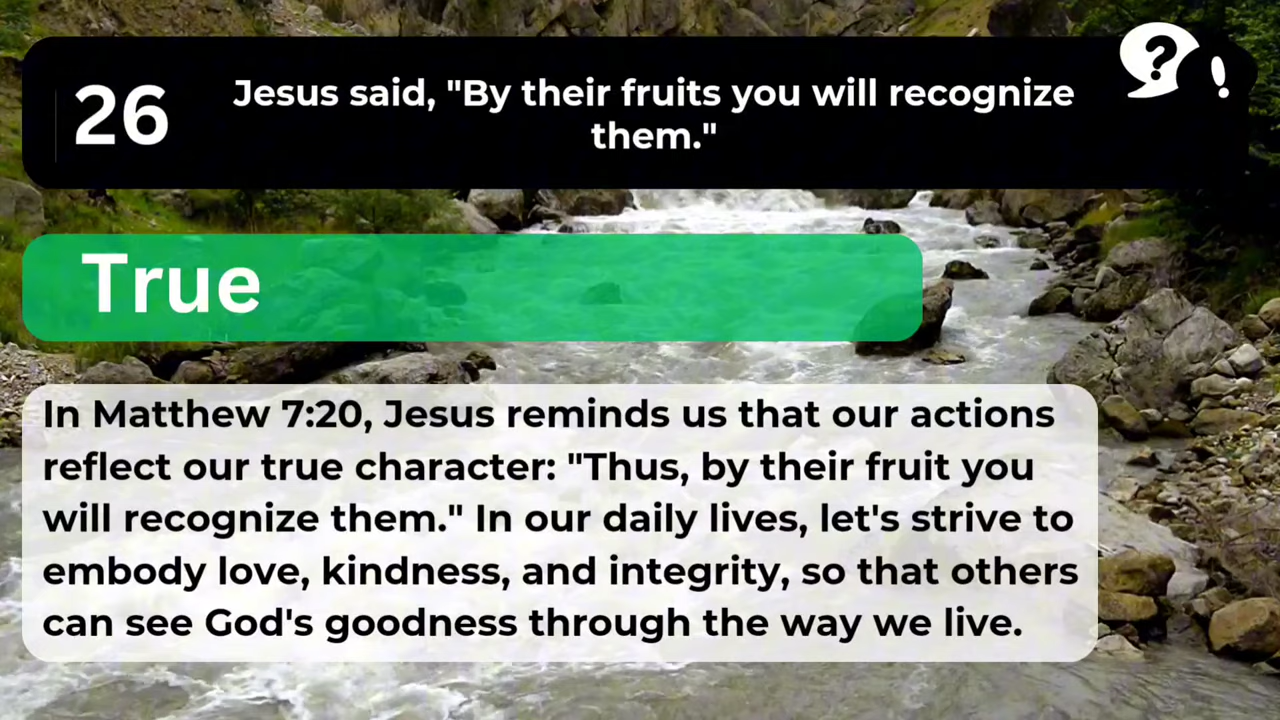 26
Jesus said, "By their fruits you will recognize
them."
?!
True
In Matthew 7:20, Jesus reminds us that our actions
reflect our true character: "Thus, by their fruit you
will recognize them." In our daily lives, let's strive to
embody love, kindness, and integrity, so that others
can see God's goodness through the way we live.